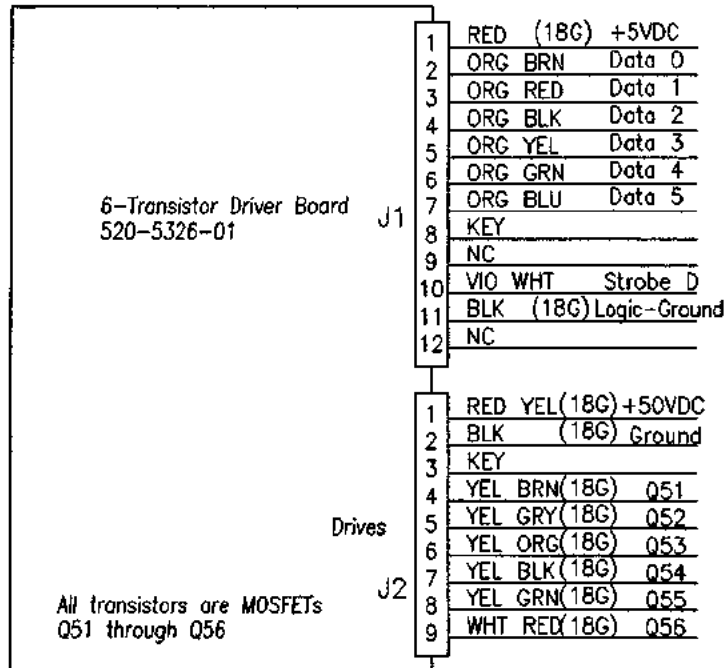 6-Transistor Driver Board
520-5326-01
J1
1 RED (18G) +5VDC
2 ORG BRN Data 0
3 ORG RED Data 1
4 ORG BLK Data 2
5 ORG YEL Data 3
6 ORG GRN Data 4
7 ORG BLU Data 5
8 KEY
9 NC
10 VIO WHT Strobe D
11 BLK (18G) Logic-Ground
12 NC
Drives
J2
1 RED YEL(18G) +50VDC
2 BLK (18G) Ground
3 KEY
4 YEL BRN(18G) Q51
5 YEL GRY(18G) Q52
6 YEL ORG(18G) Q53
7 YEL BLK(18G) Q54
8 YEL GRN(18G) Q55
9 WHT RED(18G) Q56
All transistors are MOSFETs
Q51 through Q56